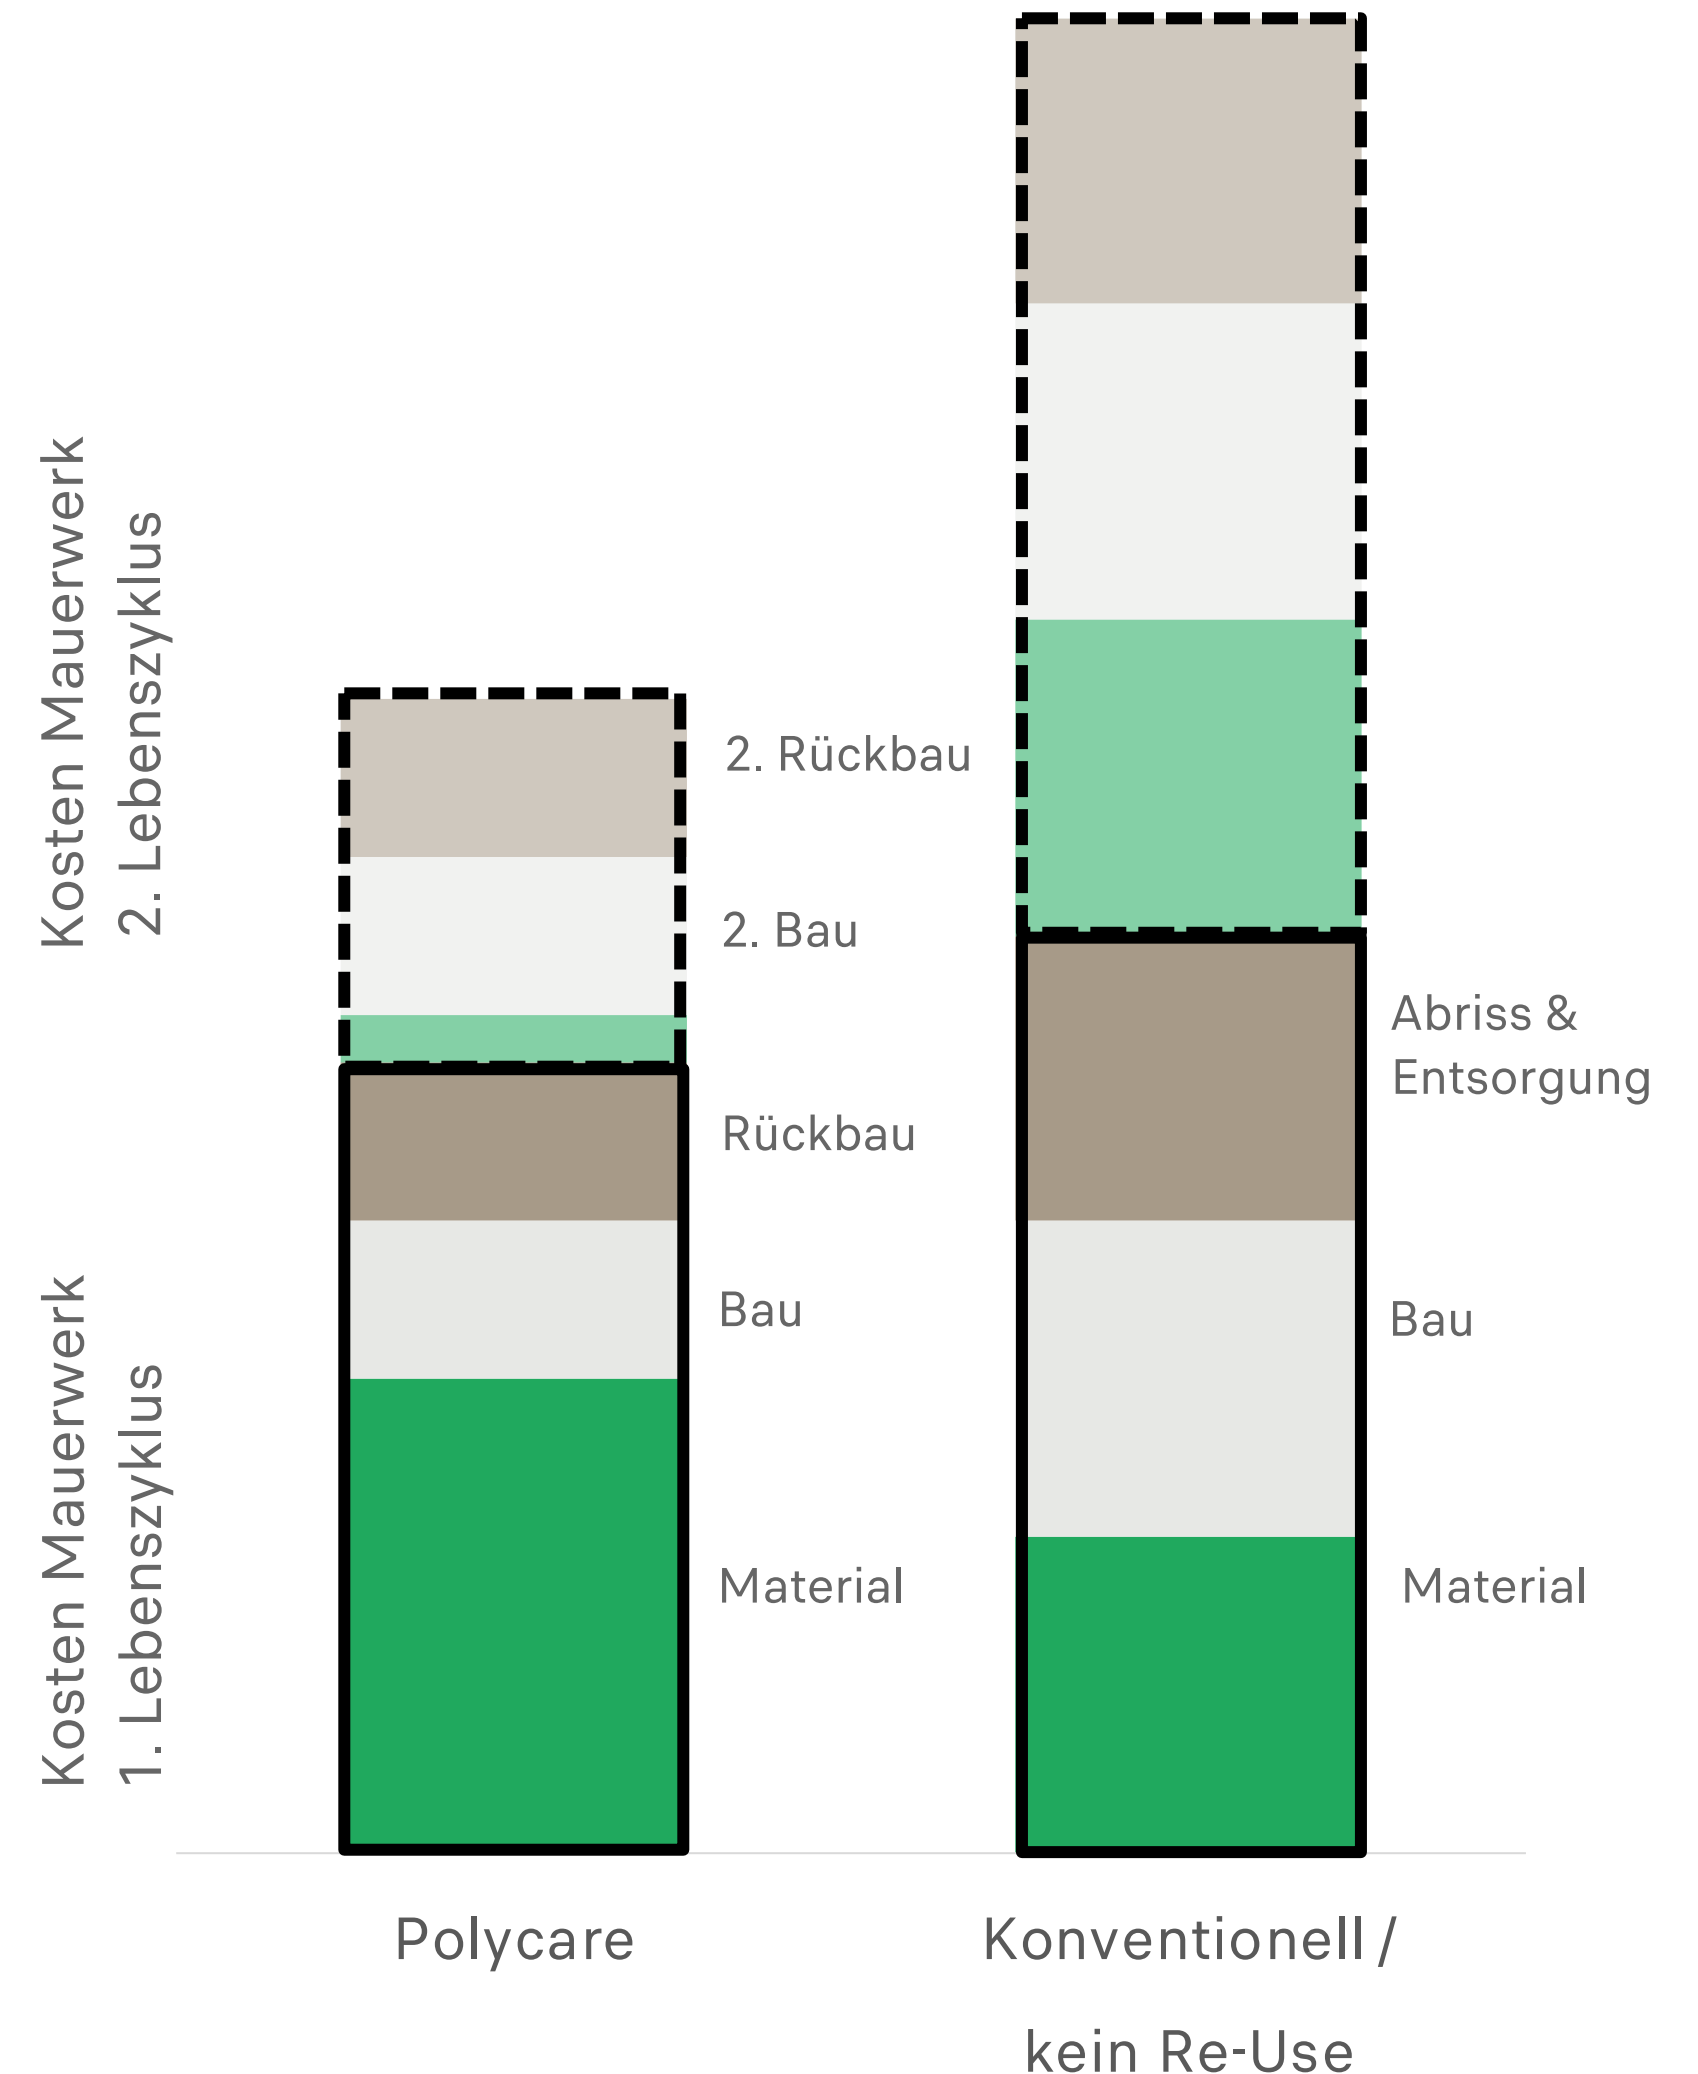 Kosten Mauerwerk
2. Lebenszyklus
Kosten Mauerwerk
1. Lebenszyklus
2. Rückbau
2. Bau
Rückbau
Bau
Material
Abriss &
Entsorgung
Bau
Material
Polycare
Konventionell /
kein Re-Use